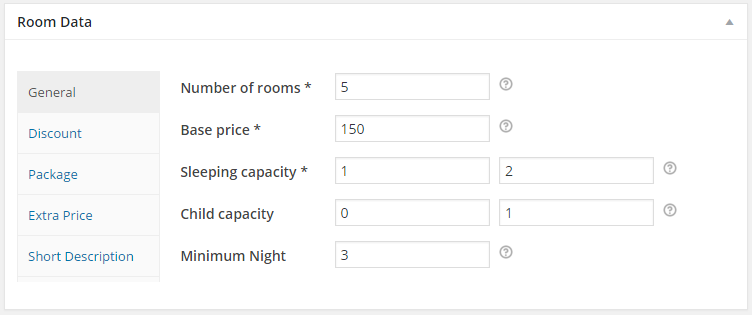 Room Data
General
Discount
Package
Extra Price
Short Description
Number of rooms * 5
Base price * 150
Sleeping capacity * 1 2
Child capacity 0 1
Minimum Night 3